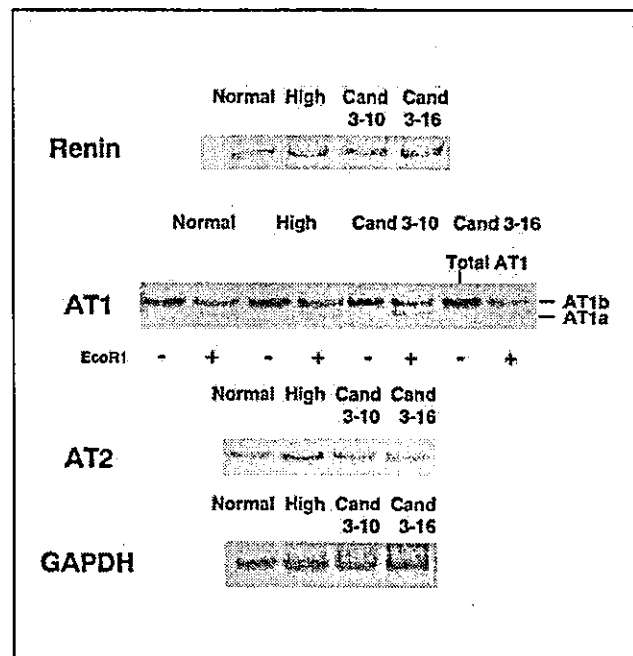 Normal High Cand 3-10 Cand 3-16
Renin
Normal High Cand 3-10 Cand 3-16
Total AT1
AT1
AT1b
AT1a
EcoR1 - + - + - + - +
Normal High Cand 3-10 Cand 3-16
AT2
Normal High Cand 3-10 Cand 3-16
GAPDH